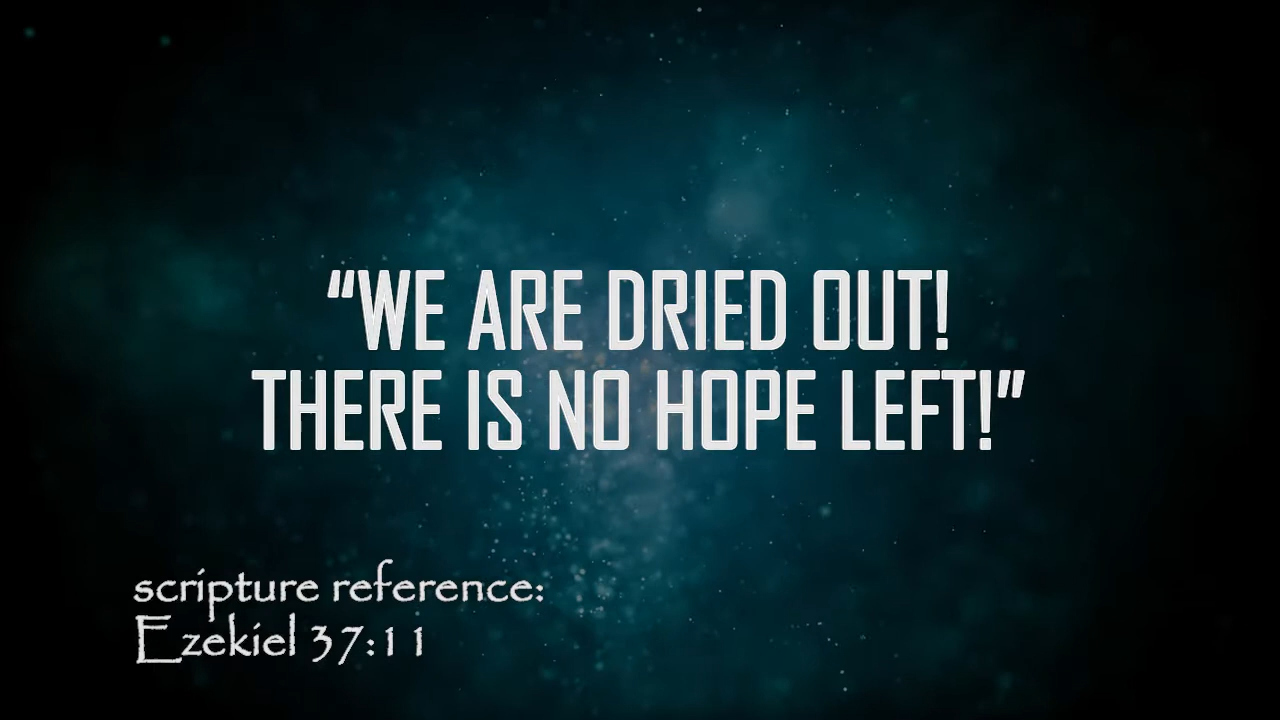 “WE ARE DRIED OUT!
THERE IS NO HOPE LEFT!”
scripture reference:
Ezekiel 37:11